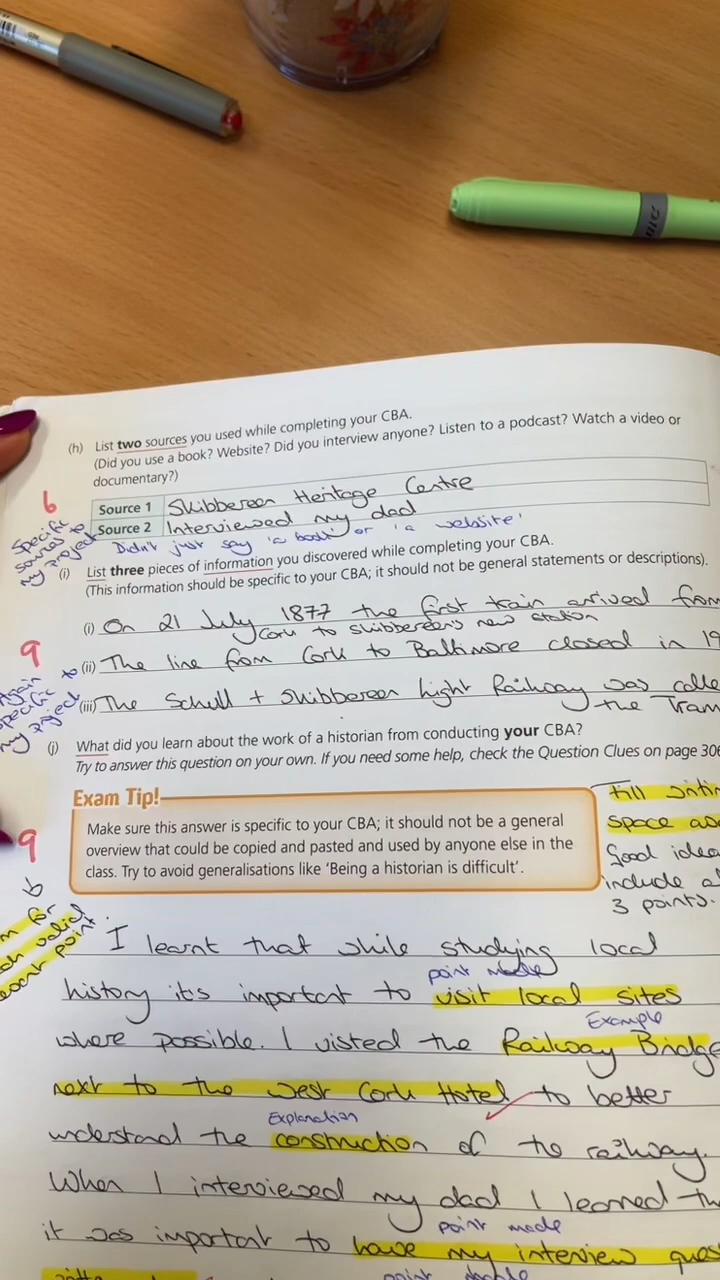 BIC
(h) List two sources you used while completing your CBA.
(Did you use a book? Website? Did you interview anyone? Listen to a podcast? Watch a video or
documentary?)
6
Source 1 Skibbereen Heritage Centre
Source 2 Interviewed my dad
Specific
sources to
my project
Didn't just say 'a book' or 'a website'
(i) List three pieces of information you discovered while completing your CBA.
(This information should be specific to your CBA; it should not be general statements or descriptions).
(i) On 21 July 1877 the first train arrived from
Cork to Skibbereen's new station
9
(ii) The line from Cork to Baltimore closed in 19
(iii) The Schull + Skibbereen Light Railway was calle
the Tram
Again
specific to
my project
(j) What did you learn about the work of a historian from conducting your CBA?
Try to answer this question on your own. If you need some help, check the Question Clues on page 306
Exam Tip!
Make sure this answer is specific to your CBA; it should not be a general
overview that could be copied and pasted and used by anyone else in the
class. Try to avoid generalisations like 'Being a historian is difficult'.
Fill entir
space
Good idea
include a
3 points.
9
m for
ch valid
point
I learnt that while studying local
point made
history it's important to visit local sites
Example
where possible. I visted the Railway Bridge
next to the West Cork Hotel to better
Explanation
understand the construction of the railway.
When I interviewed my dad I learned th
point made
it was important to have my interview ques